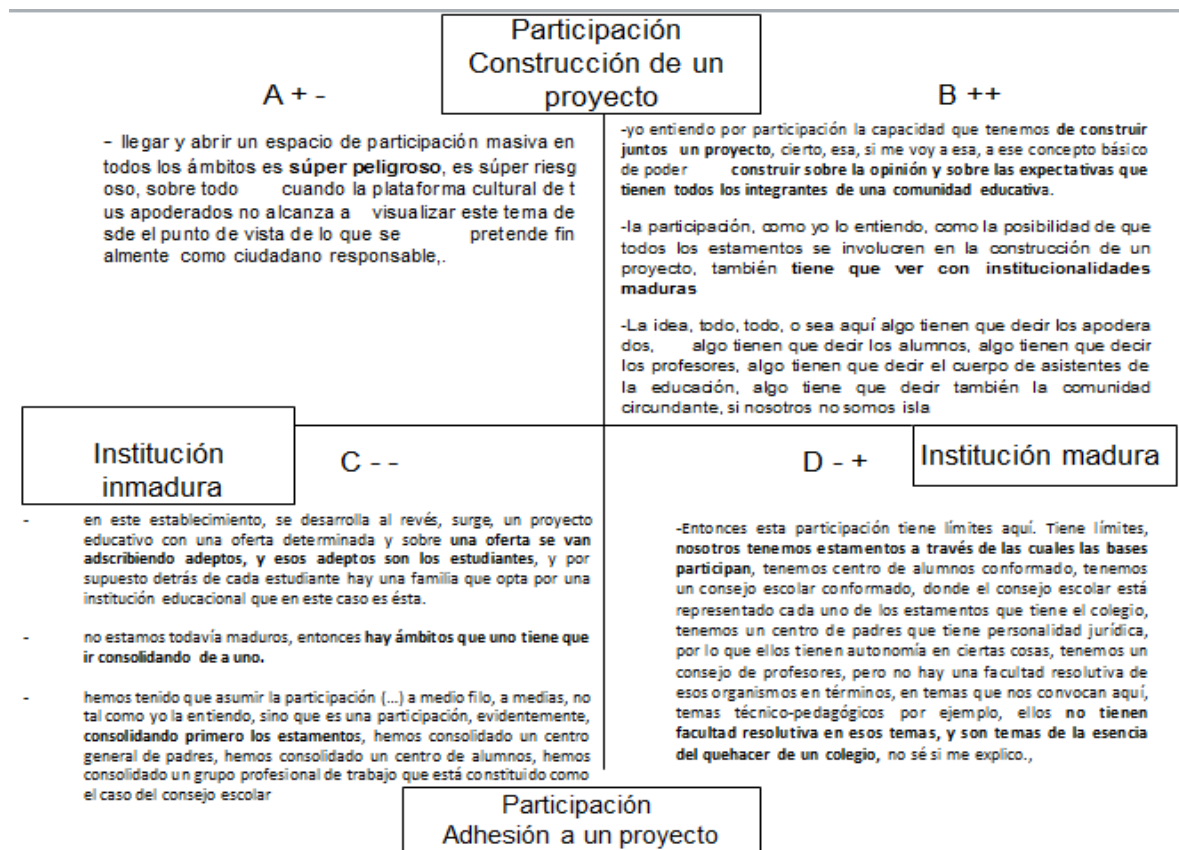 Participación
Construcción de un
proyecto
A + -
B ++
- llegar y abrir un espacio de participación masiva en
todos los ámbitos es súper peligroso, es súper riesg
oso, sobre todo cuando la plataforma cultural de t
us apoderados no alcanza a visualizar este tema de
sde el punto de vista de lo que se pretende fin
almente como ciudadano responsable,.
-yo entiendo por participación la capacidad que tenemos de construir
juntos un proyecto, cierto, esa, si me voy a esa, a ese concepto básico
de poder construir sobre la opinión y sobre las expectativas que
tienen todos los integrantes de una comunidad educativa.
-la participación, como yo lo entiendo, como la posibilidad de que
todos los estamentos se involucren en la construcción de un
proyecto, también tiene que ver con institucionalidades
maduras
-La idea, todo, todo, o sea aquí algo tienen que decir los apodera
dos, algo tienen que decir los alumnos, algo tienen que decir
los profesores, algo tienen que decir el cuerpo de asistentes de
la educación, algo tiene que decir también la comunidad
circundante, si nosotros no somos isla
Institución
inmadura
C - -
D - +
Institución madura
- en este establecimiento, se desarrolla al revés, surge, un proyecto
educativo con una oferta determinada y sobre una oferta se van
adscribiendo adeptos, y esos adeptos son los estudiantes, y por
supuesto detrás de cada estudiante hay una familia que opta por una
institución educacional que en este caso es ésta.
- no estamos todavía maduros, entonces hay ámbitos que uno tiene que
ir consolidando de a uno.
- hemos tenido que asumir la participación (...) a medio filo, a medias, no
tal como yo la entiendo, sino que es una participación, evidentemente,
consolidando primero los estamentos, hemos consolidado un centro
general de padres, hemos consolidado un centro de alumnos, hemos
consolidado un grupo profesional de trabajo que está constituido como
el caso del consejo escolar
-Entonces esta participación tiene límites aquí. Tiene límites,
nosotros tenemos estamentos a través de las cuales las bases
participan, tenemos centro de alumnos conformado, tenemos
un consejo escolar conformado, donde el consejo escolar está
representado cada uno de los estamentos que tiene el colegio,
tenemos un centro de padres que tiene personalidad jurídica,
por lo que ellos tienen autonomía en ciertas cosas, tenemos un
consejo de profesores, pero no hay una facultad resolutiva de
esos organismos en términos, en temas que nos convocan aquí,
temas técnico-pedagógicos por ejemplo, ellos no tienen
facultad resolutiva en esos temas, y son temas de la esencia
del quehacer de un colegio, no sé si me explico.,
Participación
Adhesión a un proyecto